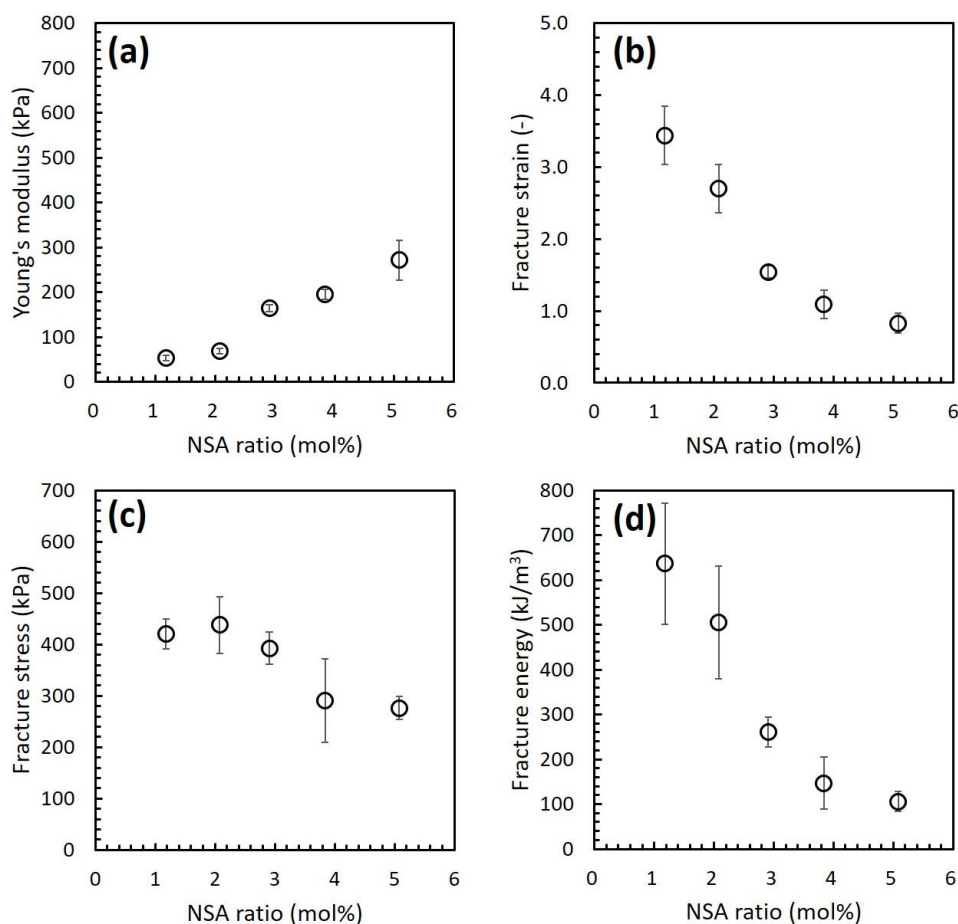 (a)
Young's modulus (kPa)
800
700
600
500
400
300
200
100
0
0 1 2 3 4 5 6
NSA ratio (mol%)
(b)
Fracture strain (-)
5.0
4.0
3.0
2.0
1.0
0.0
0 1 2 3 4 5 6
NSA ratio (mol%)
(c)
Fracture stress (kPa)
700
600
500
400
300
200
100
0
0 1 2 3 4 5 6
NSA ratio (mol%)
(d)
Fracture energy (kJ/m³)
800
700
600
500
400
300
200
100
0
0 1 2 3 4 5 6
NSA ratio (mol%)